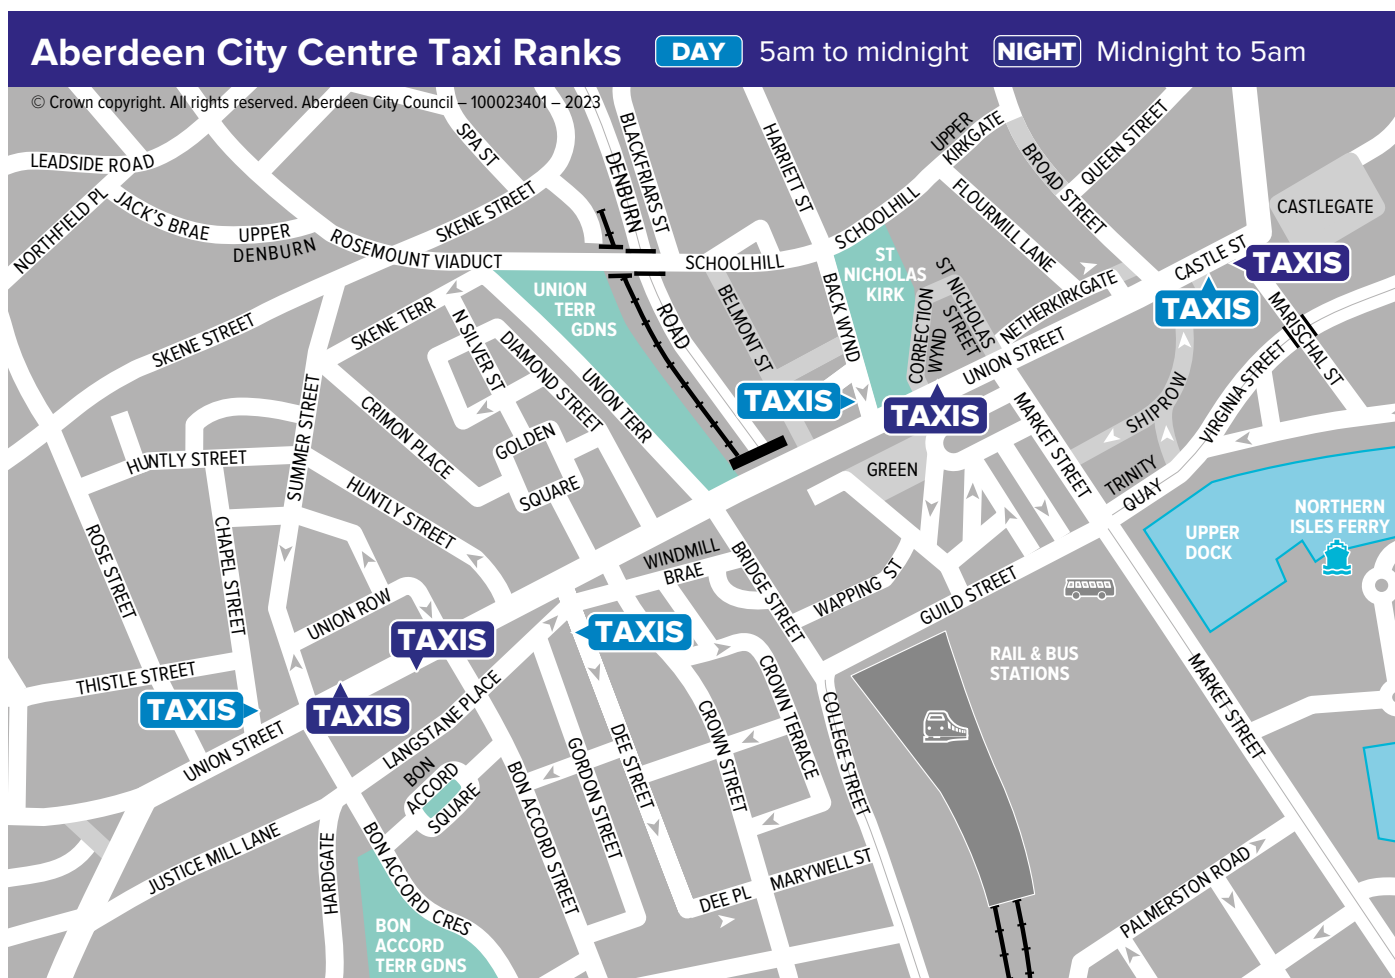 Aberdeen City Centre Taxi Ranks DAY 5am to midnight NIGHT Midnight to 5am
© Crown copyright. All rights reserved. Aberdeen City Council – 100023401 – 2023
LEADSIDE ROAD
SPA ST
BLACKFRIARS ST
DENBURN
ROAD
HARRIETT ST
UPPER
KIRKGATE
BROAD STREET
QUEEN STREET
CASTLEGATE
NORTHFIELD PL
JACK'S BRAE
UPPER
DENBURN
SKENE STREET
ROSEMOUNT VIADUCT
SCHOOLHILL
SCHOOLHILL
FLOURMILL LANE
CASTLE ST
TAXIS
TAXIS
ST
NICHOLAS
KIRK
UNION
TERR
GDNS
BACK WYND
BELMONT ST
CORRECTION
WYND
ST NICHOLAS
STREET
NETHERKIRKGATE
UNION STREET
MARISCHAL ST
SKENE STREET
SKENE TERR
N SILVER ST
DIAMOND STREET
UNION TERR
TAXIS
TAXIS
SHIPROW
VIRGINIA STREET
MARKET STREET
SUMMER STREET
CRIMON PLACE
GOLDEN
SQUARE
HUNTLY STREET
HUNTLY STREET
GREEN
TRINITY
QUAY
UPPER
DOCK
NORTHERN
ISLES FERRY
ROSE STREET
CHAPEL STREET
WINDMILL
BRAE
BRIDGE STREET
WAPPING ST
GUILD STREET
UNION ROW
TAXIS
TAXIS
RAIL & BUS
STATIONS
THISTLE STREET
TAXIS
TAXIS
UNION STREET
LANGSTANE PLACE
CROWN TERRACE
CROWN STREET
COLLEGE STREET
MARKET STREET
BON
ACCORD
SQUARE
BON ACCORD STREET
GORDON STREET
DEE STREET
JUSTICE MILL LANE
HARDGATE
BON ACCORD CRES
DEE PL
MARYWELL ST
PALMERSTON ROAD
BON
ACCORD
TERR GDNS